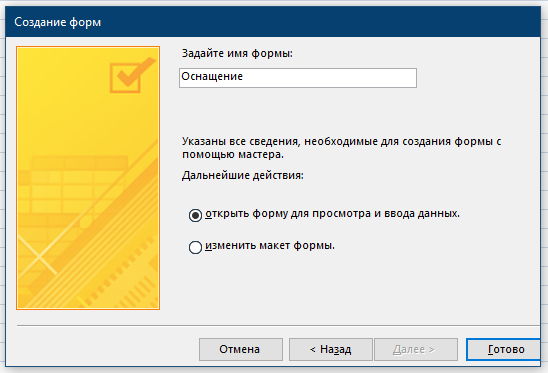 Создание форм
Задайте имя формы:
Оснащение
Указаны все сведения, необходимые для создания формы с
помощью мастера.
Дальнейшие действия:
открыть форму для просмотра и ввода данных.
изменить макет формы.
Отмена
< Назад
Далее >
Готово